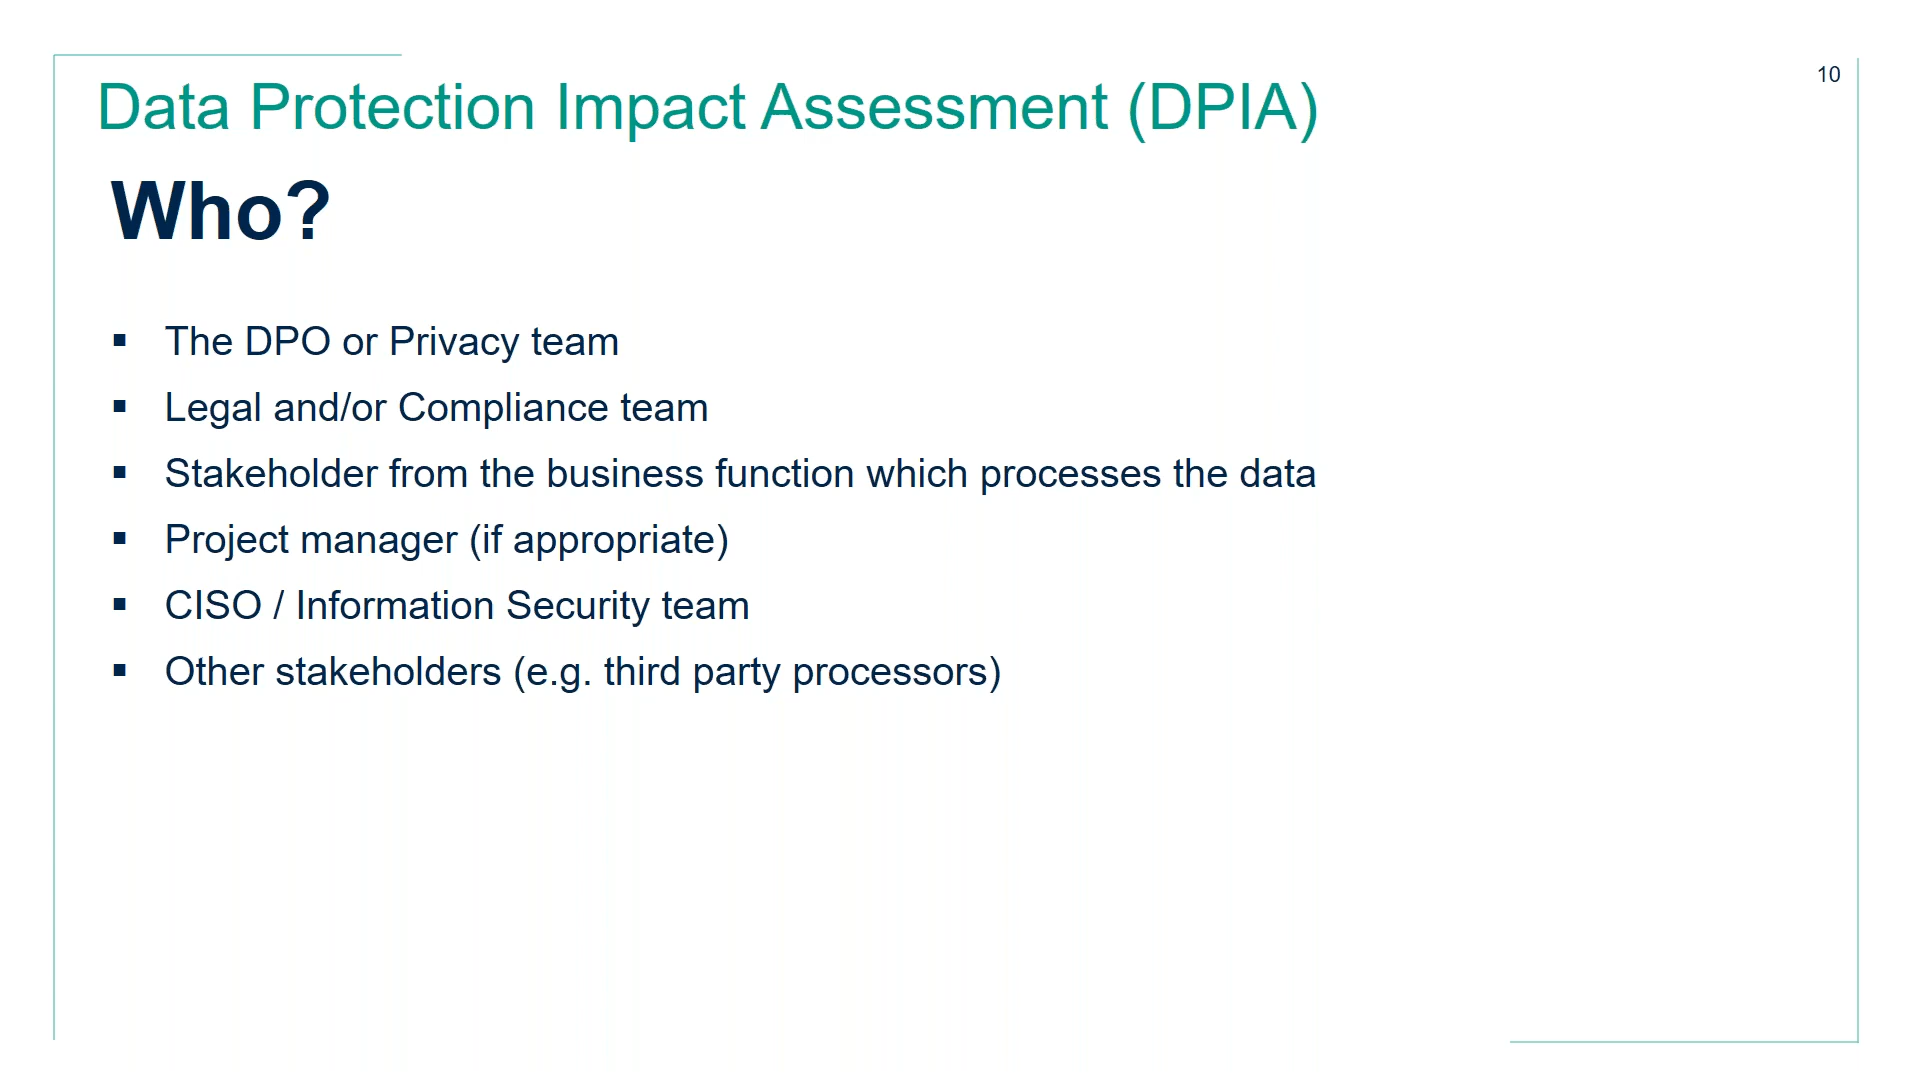 10
Data Protection Impact Assessment (DPIA)
Who?
▪ The DPO or Privacy team
▪ Legal and/or Compliance team
▪ Stakeholder from the business function which processes the data
▪ Project manager (if appropriate)
▪ CISO / Information Security team
▪ Other stakeholders (e.g. third party processors)